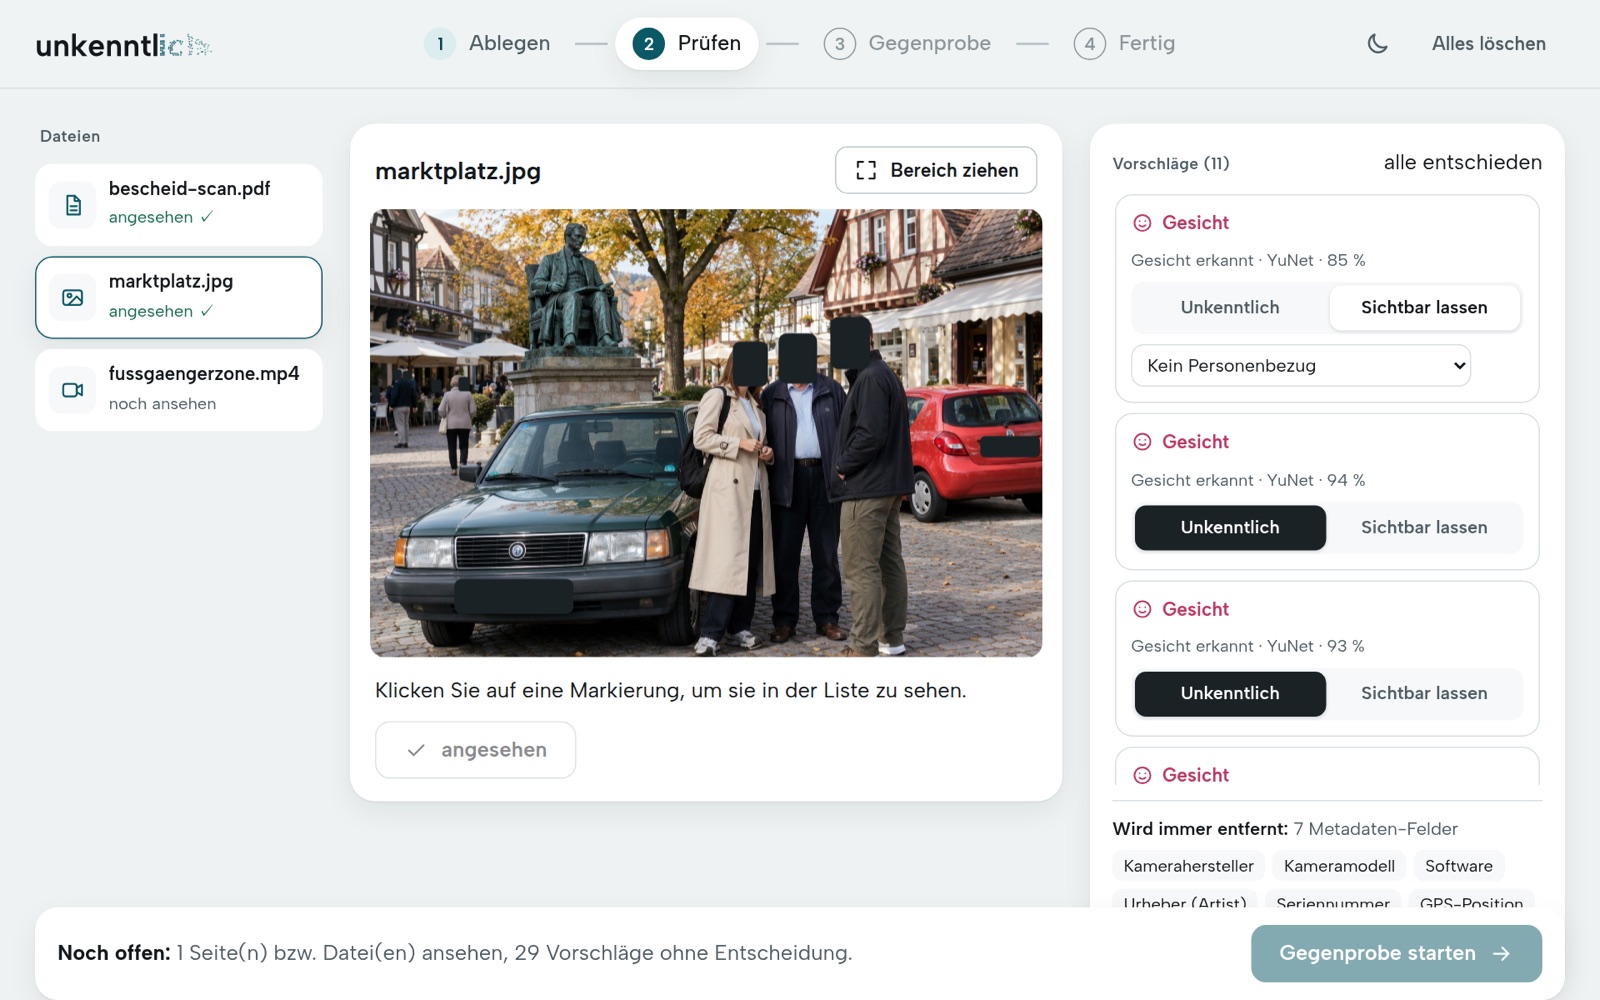 unkenntlich
1 Ablegen
2 Prüfen
3 Gegenprobe
4 Fertig
Alles löschen
Dateien
bescheid-scan.pdf
angesehen ✓
marktplatz.jpg
angesehen ✓
fussgaengerzone.mp4
noch ansehen
marktplatz.jpg
Bereich ziehen
Klicken Sie auf eine Markierung, um sie in der Liste zu sehen.
angesehen
Vorschläge (11)
alle entschieden
Gesicht
Gesicht erkannt · YuNet · 85 %
Unkenntlich
Sichtbar lassen
Kein Personenbezug
Gesicht
Gesicht erkannt · YuNet · 94 %
Unkenntlich
Sichtbar lassen
Gesicht
Gesicht erkannt · YuNet · 93 %
Unkenntlich
Sichtbar lassen
Gesicht
Wird immer entfernt: 7 Metadaten-Felder
Kamerahersteller
Kameramodell
Software
Urheber (Artist)
Seriennummer
GPS-Position
Noch offen: 1 Seite(n) bzw. Datei(en) ansehen, 29 Vorschläge ohne Entscheidung.
Gegenprobe starten